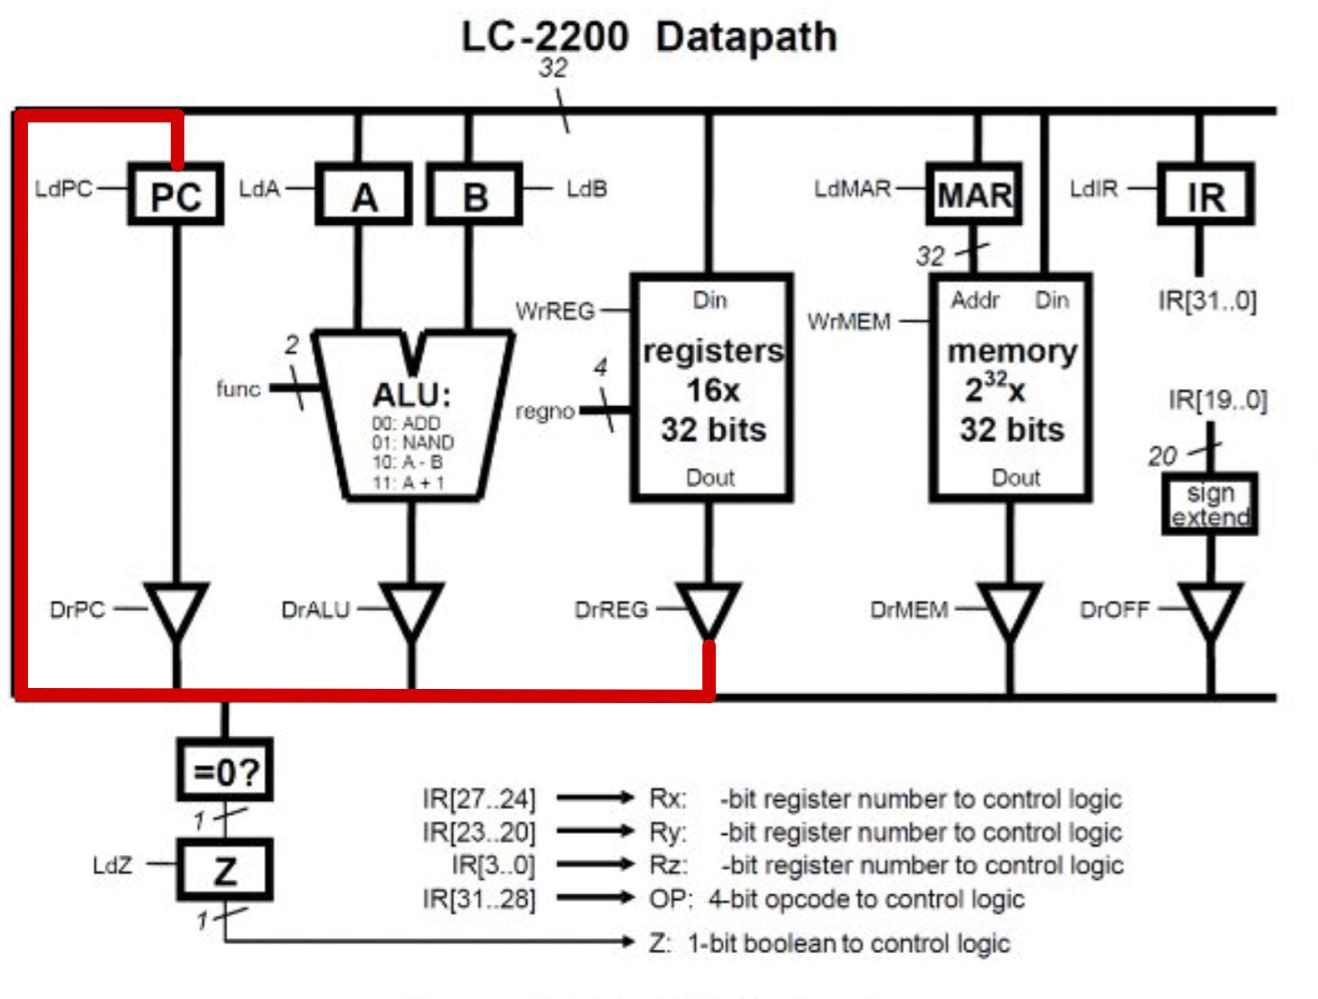 LC-2200 Datapath
32
LdPC
PC
LdA
A
B
LdB
LdMAR
MAR
LdIR
IR
32
IR[31..0]
WrREG
Din
registers
16x
32 bits
Dout
4
regno
WrMEM
Addr Din
memory
2³²x
32 bits
Dout
2
func
ALU:
00: ADD
01: NAND
10: A - B
11: A + 1
IR[19..0]
20
sign
extend
DrPC
DrALU
DrREG
DrMEM
DrOFF
=0?
1
LdZ
Z
1
IR[27..24] Rx: -bit register number to control logic
IR[23..20] Ry: -bit register number to control logic
IR[3..0] Rz: -bit register number to control logic
IR[31..28] OP: 4-bit opcode to control logic
Z: 1-bit boolean to control logic